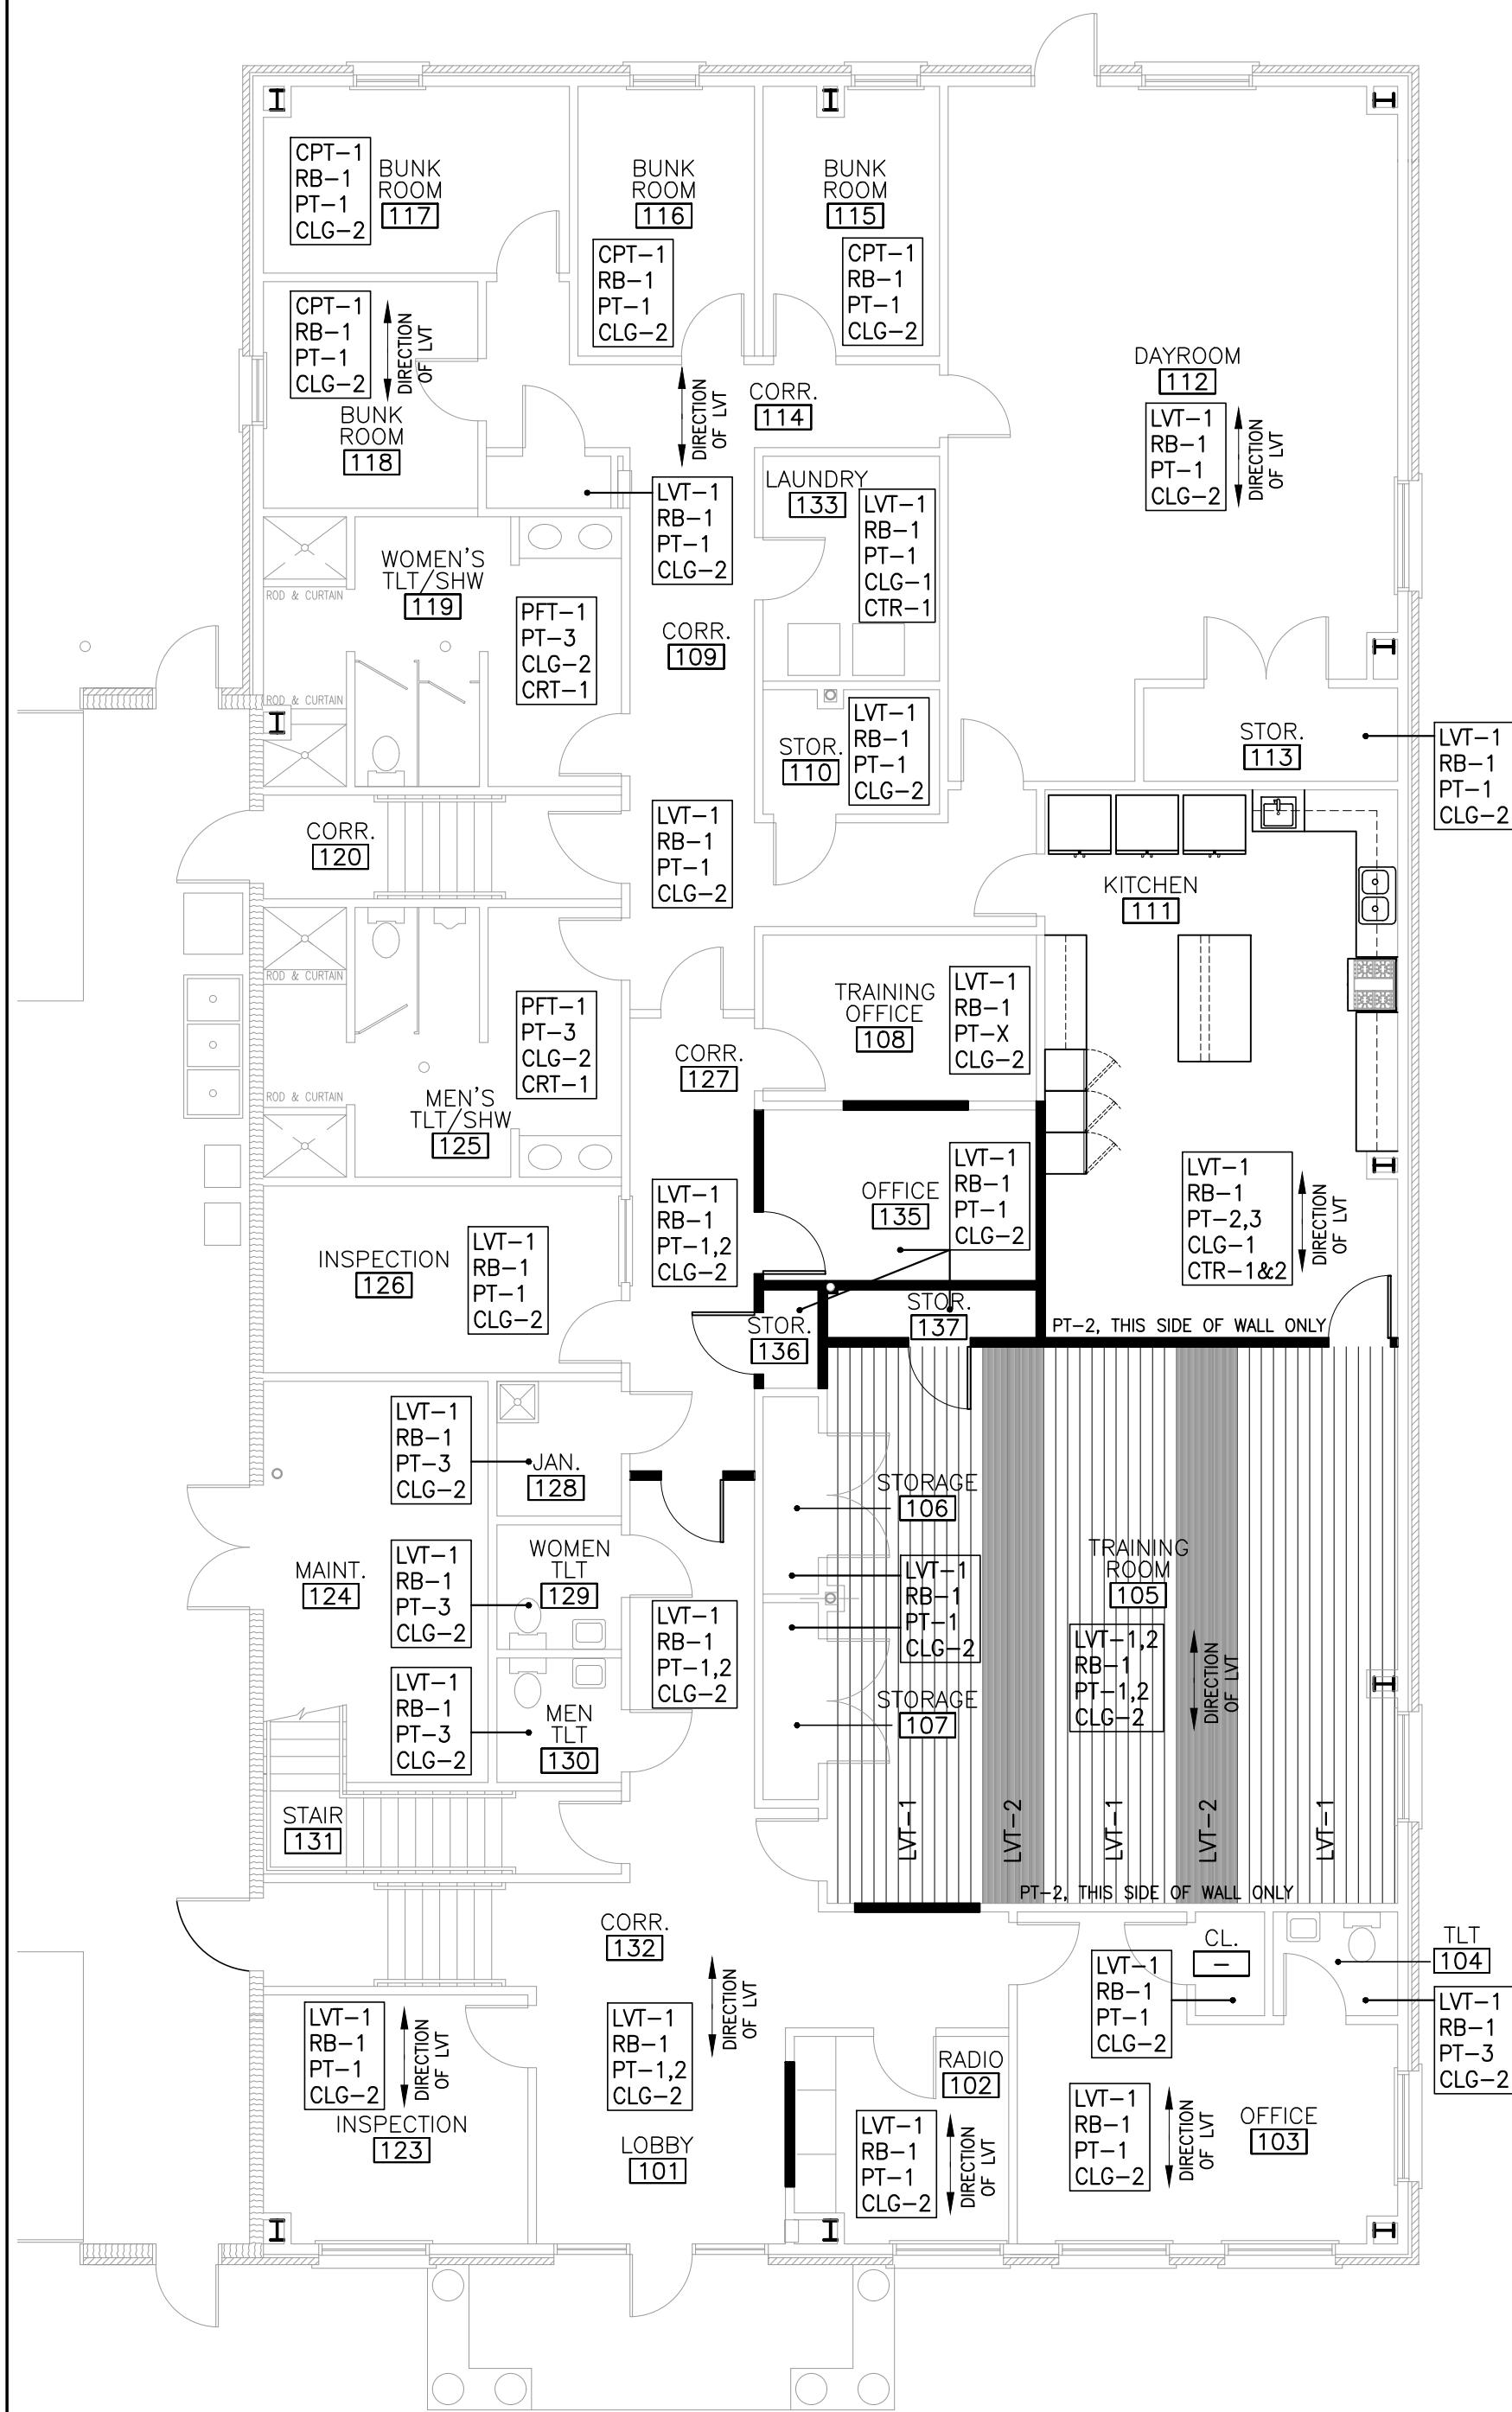 CPT-1
RB-1
PT-1
CLG-2
BUNK
ROOM
117
BUNK
ROOM
116
CPT-1
RB-1
PT-1
CLG-2
BUNK
ROOM
115
CPT-1
RB-1
PT-1
CLG-2
CPT-1
RB-1
PT-1
CLG-2
DIRECTION
OF LVT
BUNK
ROOM
118
DIRECTION
OF LVT
CORR.
114
DAYROOM
112
LVT-1
RB-1
PT-1
CLG-2
DIRECTION
OF LVT
LVT-1
RB-1
PT-1
CLG-2
LAUNDRY
133
LVT-1
RB-1
PT-1
CLG-1
CTR-1
WOMEN'S
TLT/SHW
119
ROD & CURTAIN
PFT-1
PT-3
CLG-2
CRT-1
ROD & CURTAIN
CORR.
109
STOR.
110
LVT-1
RB-1
PT-1
CLG-2
STOR.
113
LVT-1
RB-1
PT-1
CLG-2
CORR.
120
LVT-1
RB-1
PT-1
CLG-2
KITCHEN
111
ROD & CURTAIN
PFT-1
PT-3
CLG-2
CRT-1
ROD & CURTAIN
MEN'S
TLT/SHW
125
CORR.
127
TRAINING
OFFICE
108
LVT-1
RB-1
PT-X
CLG-2
LVT-1
RB-1
PT-1,2
CLG-2
OFFICE
135
LVT-1
RB-1
PT-1
CLG-2
LVT-1
RB-1
PT-2,3
CLG-1
CTR-1&2
DIRECTION
OF LVT
INSPECTION
126
LVT-1
RB-1
PT-1
CLG-2
STOR.
137
STOR.
136
PT-2, THIS SIDE OF WALL ONLY
LVT-1
RB-1
PT-3
CLG-2
JAN.
128
STORAGE
106
MAINT.
124
LVT-1
RB-1
PT-3
CLG-2
WOMEN
TLT
129
LVT-1
RB-1
PT-1,2
CLG-2
LVT-1
RB-1
PT-1
CLG-2
TRAINING
ROOM
105
LVT-1,2
RB-1
PT-1,2
CLG-2
DIRECTION
OF LVT
LVT-1
RB-1
PT-3
CLG-2
MEN
TLT
130
STORAGE
107
STAIR
131
LVT-1
LVT-2
LVT-1
LVT-2
LVT-1
PT-2, THIS SIDE OF WALL ONLY
CORR.
132
CL.
-
TLT
104
LVT-1
RB-1
PT-1
CLG-2
LVT-1
RB-1
PT-3
CLG-2
LVT-1
RB-1
PT-1
CLG-2
DIRECTION
OF LVT
INSPECTION
123
LVT-1
RB-1
PT-1,2
CLG-2
DIRECTION
OF LVT
LOBBY
101
RADIO
102
LVT-1
RB-1
PT-1
CLG-2
DIRECTION
OF LVT
LVT-1
RB-1
PT-1
CLG-2
DIRECTION
OF LVT
OFFICE
103